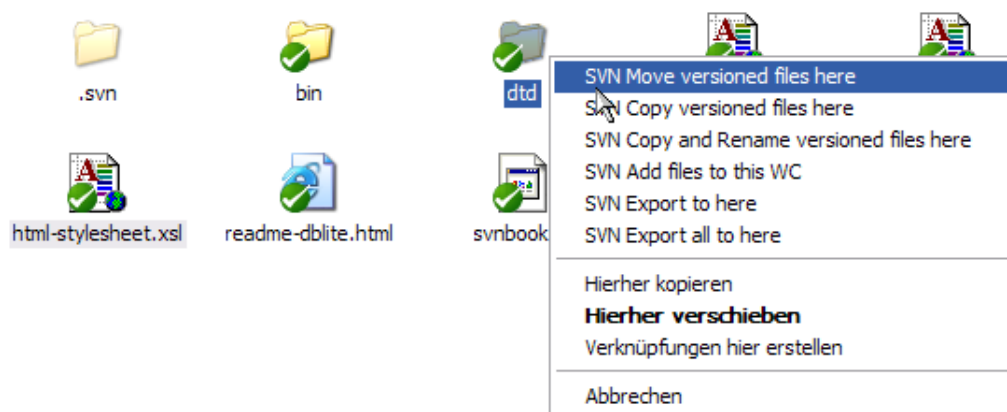 .svn
bin
dtd
html-stylesheet.xsl
readme-dblite.html
svnbook
SVN Move versioned files here
SVN Copy versioned files here
SVN Copy and Rename versioned files here
SVN Add files to this WC
SVN Export to here
SVN Export all to here
Hierher kopieren
Hierher verschieben
Verknüpfungen hier erstellen
Abbrechen